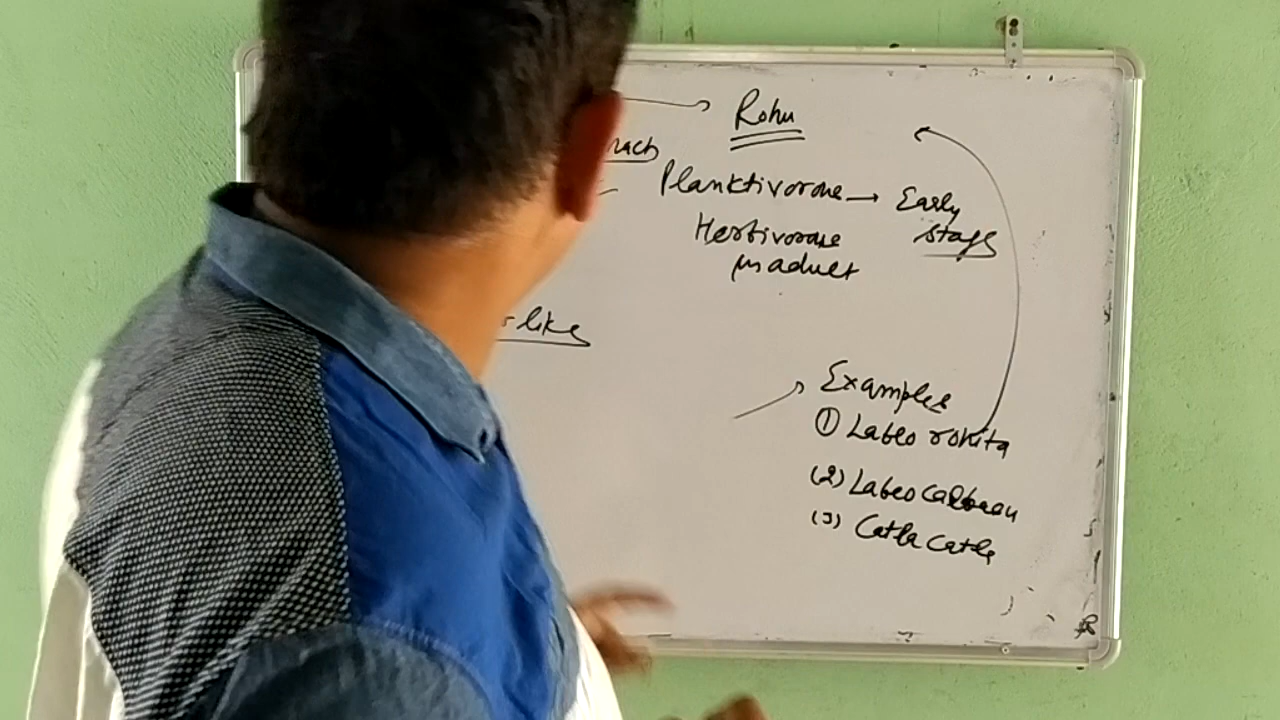 Rohu
Planktivorous → Early
stage
Herbivorous
in adult
like
Examples
① Labeo rohita
(2) Labeo calbasu
(3) Catla Catla